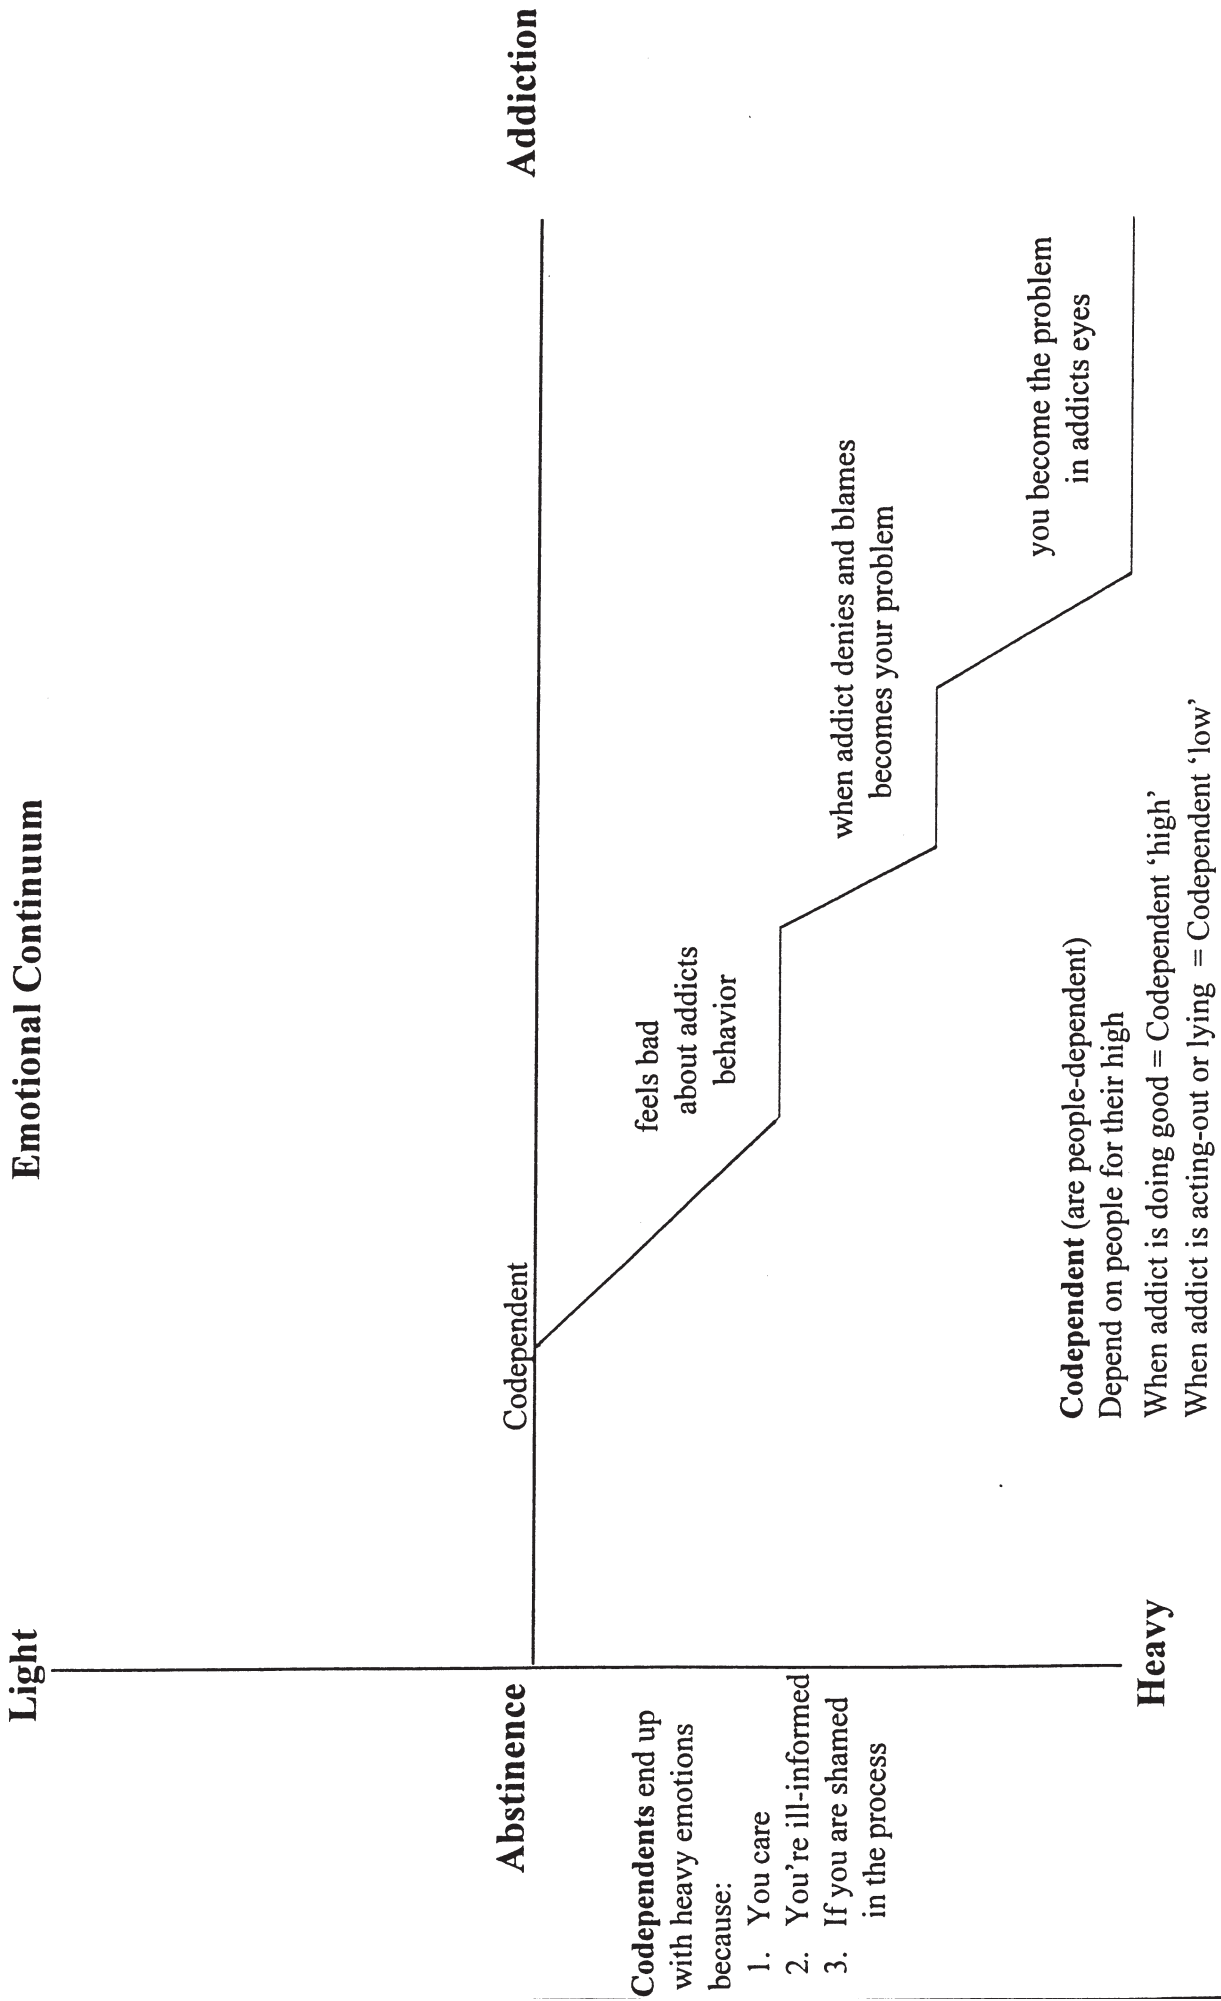 Emotional Continuum
Light
Abstinence
Addiction
Codependent
Codependents end up
with heavy emotions
because:
1. You care
2. You're ill-informed
3. If you are shamed
in the process
feels bad
about addicts
behavior
when addict denies and blames
becomes your problem
you become the problem
in addicts eyes
Heavy
Codependent (are people-dependent)
Depend on people for their high
When addict is doing good = Codependent ‘high’
When addict is acting-out or lying = Codependent ‘low’